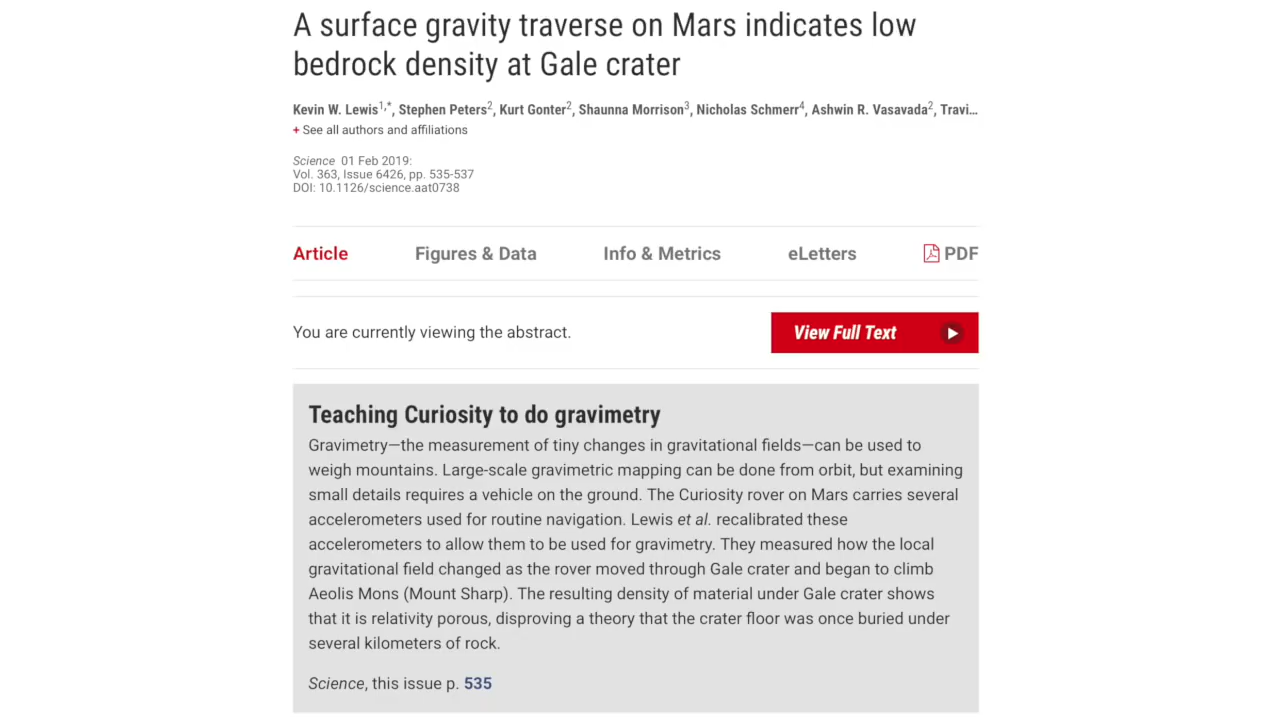 A surface gravity traverse on Mars indicates low
bedrock density at Gale crater
Kevin W. Lewis1,*, Stephen Peters2, Kurt Gonter2, Shaunna Morrison3, Nicholas Schmerr4, Ashwin R. Vasavada2, Travi…
+ See all authors and affiliations
Science 01 Feb 2019:
Vol. 363, Issue 6426, pp. 535-537
DOI: 10.1126/science.aat0738
Article Figures & Data Info & Metrics eLetters PDF
You are currently viewing the abstract. View Full Text
Teaching Curiosity to do gravimetry
Gravimetry—the measurement of tiny changes in gravitational fields—can be used to
weigh mountains. Large-scale gravimetric mapping can be done from orbit, but examining
small details requires a vehicle on the ground. The Curiosity rover on Mars carries several
accelerometers used for routine navigation. Lewis et al. recalibrated these
accelerometers to allow them to be used for gravimetry. They measured how the local
gravitational field changed as the rover moved through Gale crater and began to climb
Aeolis Mons (Mount Sharp). The resulting density of material under Gale crater shows
that it is relativity porous, disproving a theory that the crater floor was once buried under
several kilometers of rock.
Science, this issue p. 535